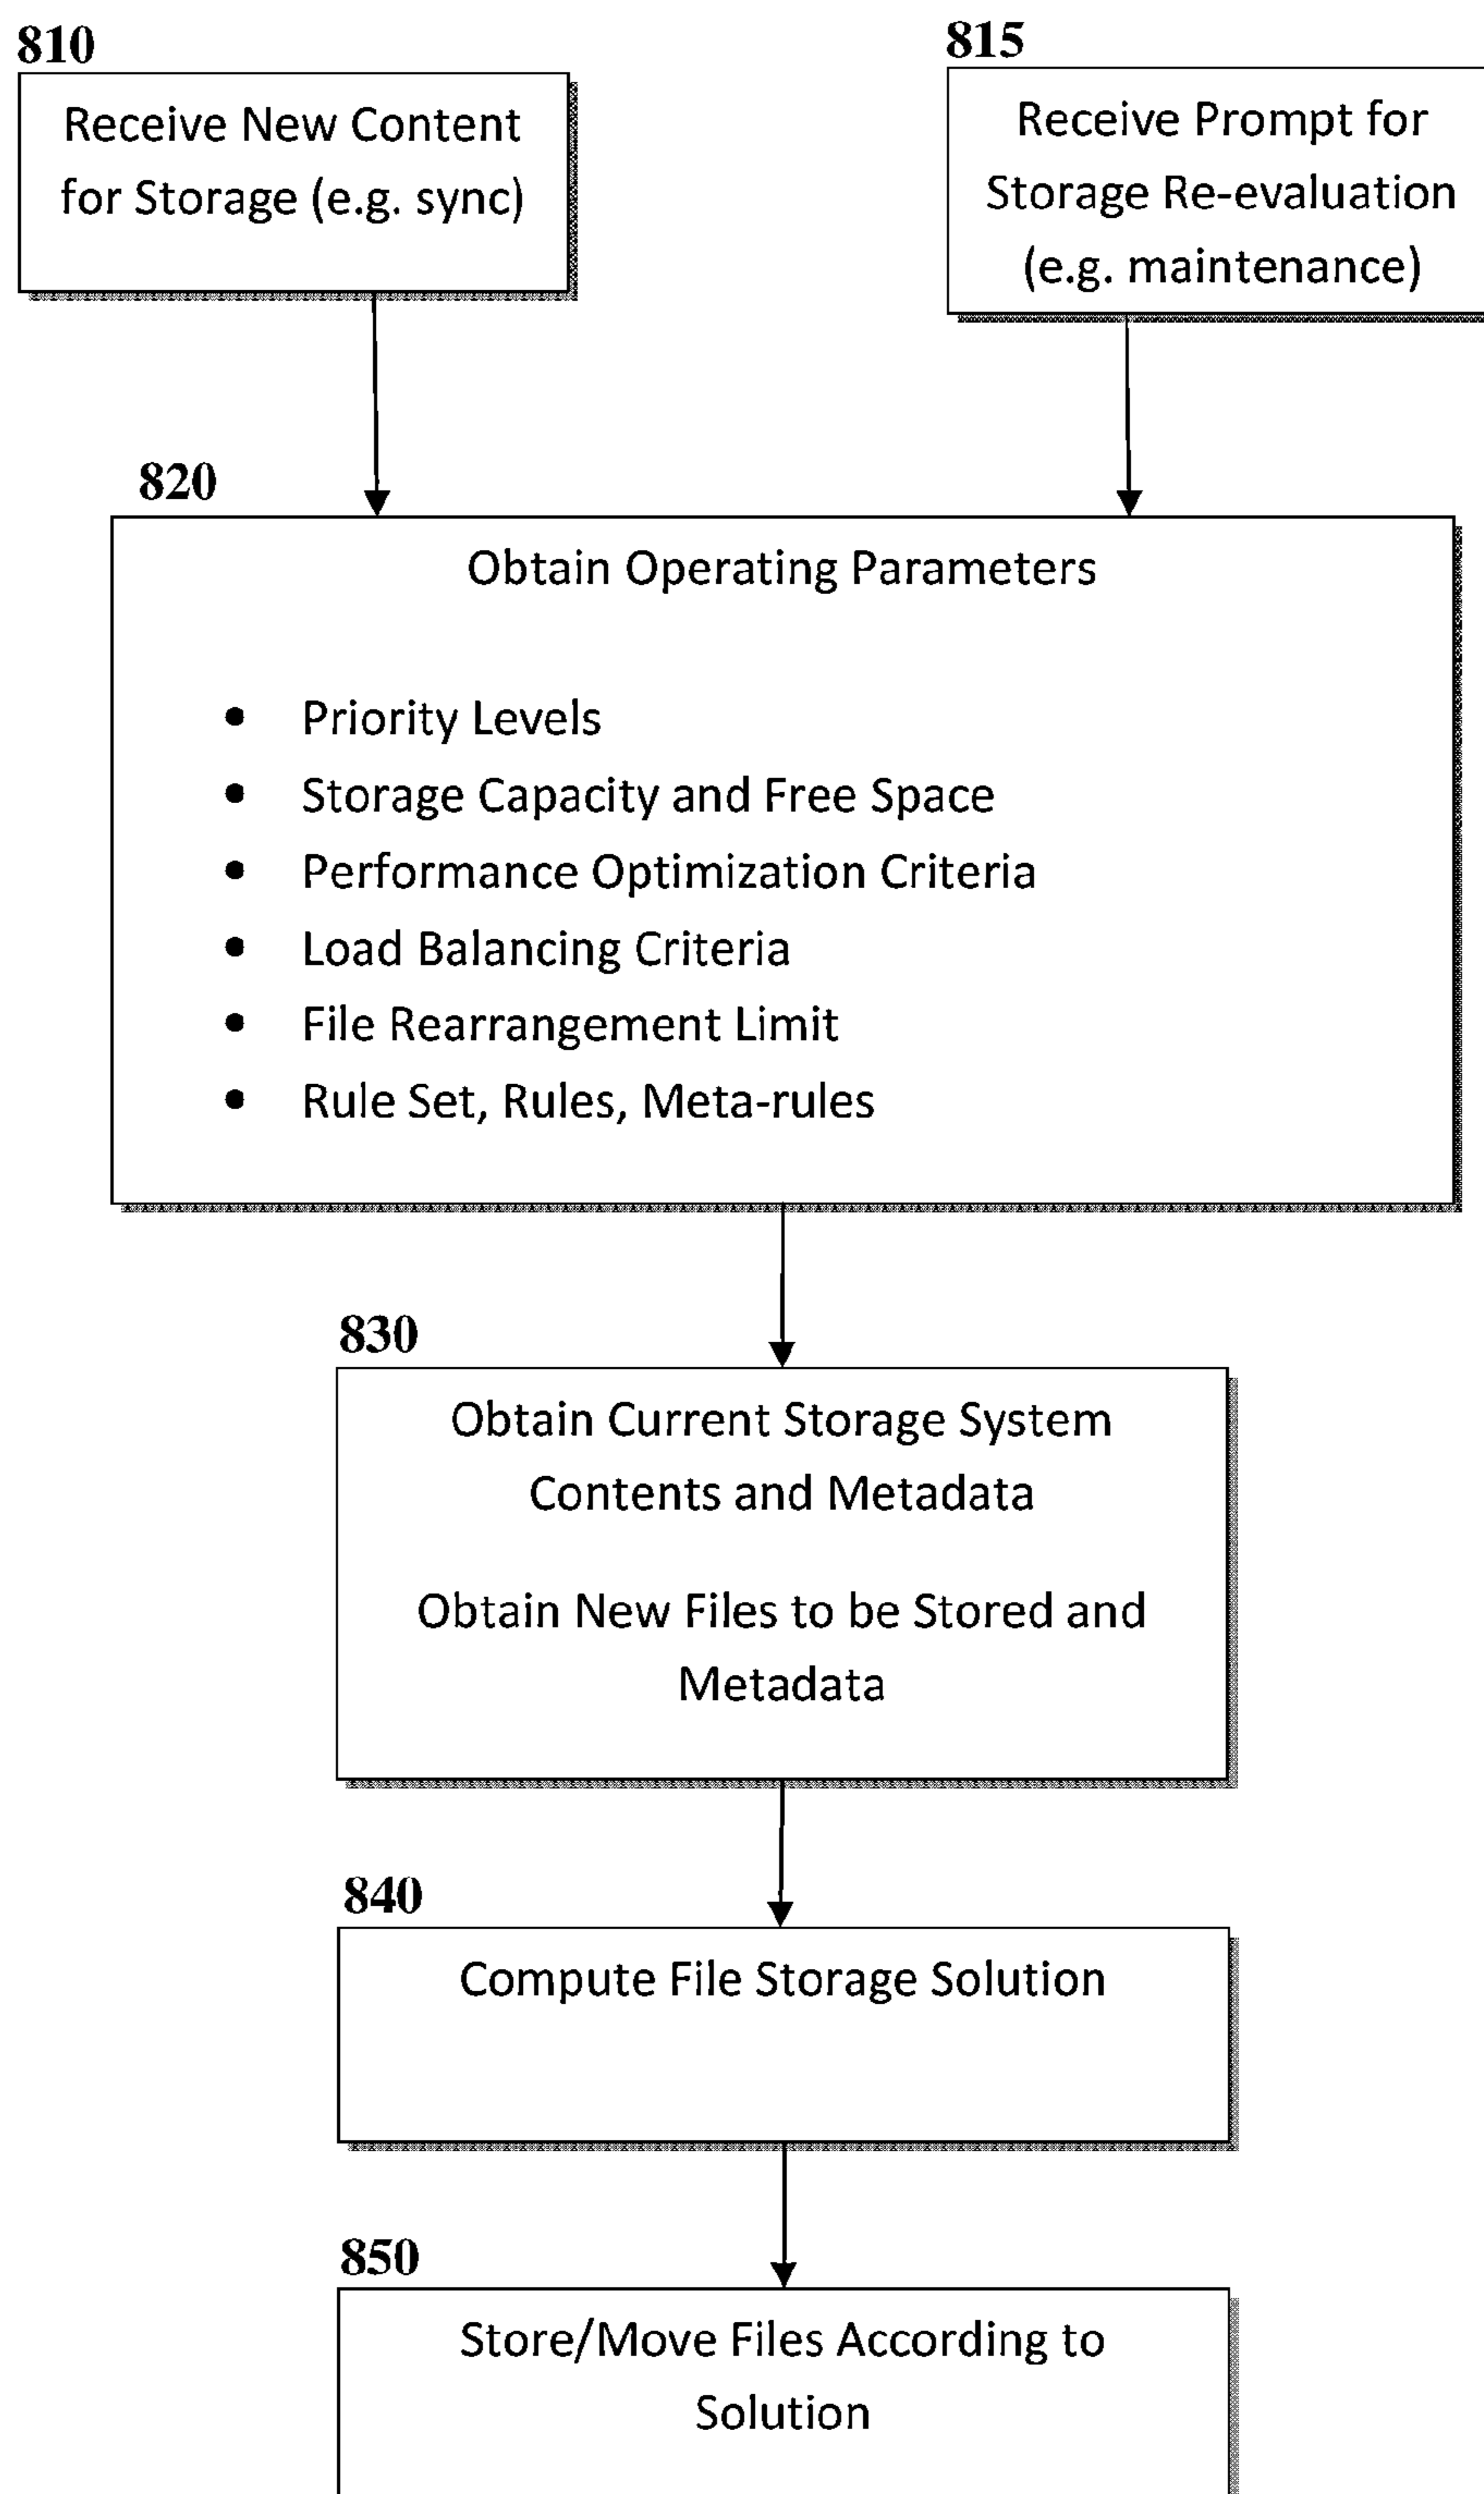 810
Receive New Content
for Storage (e.g. sync)
815
Receive Prompt for
Storage Re-evaluation
(e.g. maintenance)
820
Obtain Operating Parameters
• Priority Levels
• Storage Capacity and Free Space
• Performance Optimization Criteria
• Load Balancing Criteria
• File Rearrangement Limit
• Rule Set, Rules, Meta-rules
830
Obtain Current Storage System
Contents and Metadata
Obtain New Files to be Stored and
Metadata
840
Compute File Storage Solution
850
Store/Move Files According to
Solution